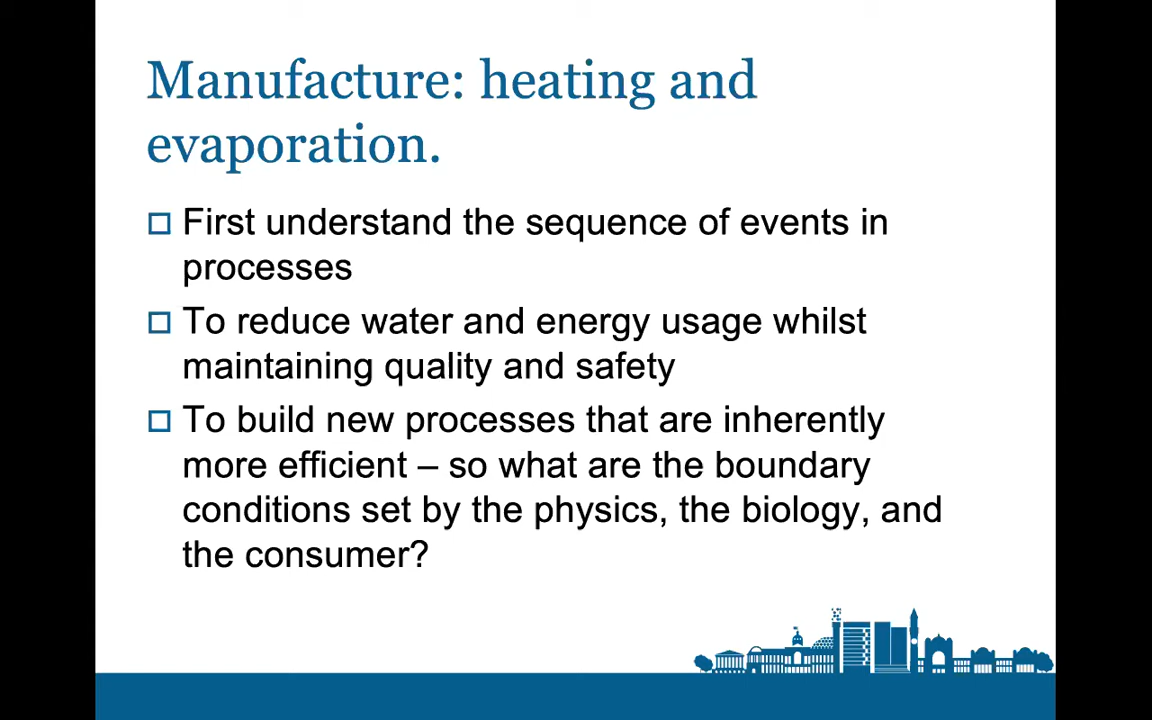 Manufacture: heating and
evaporation.
First understand the sequence of events in
processes
To reduce water and energy usage whilst
maintaining quality and safety
To build new processes that are inherently
more efficient – so what are the boundary
conditions set by the physics, the biology, and
the consumer?